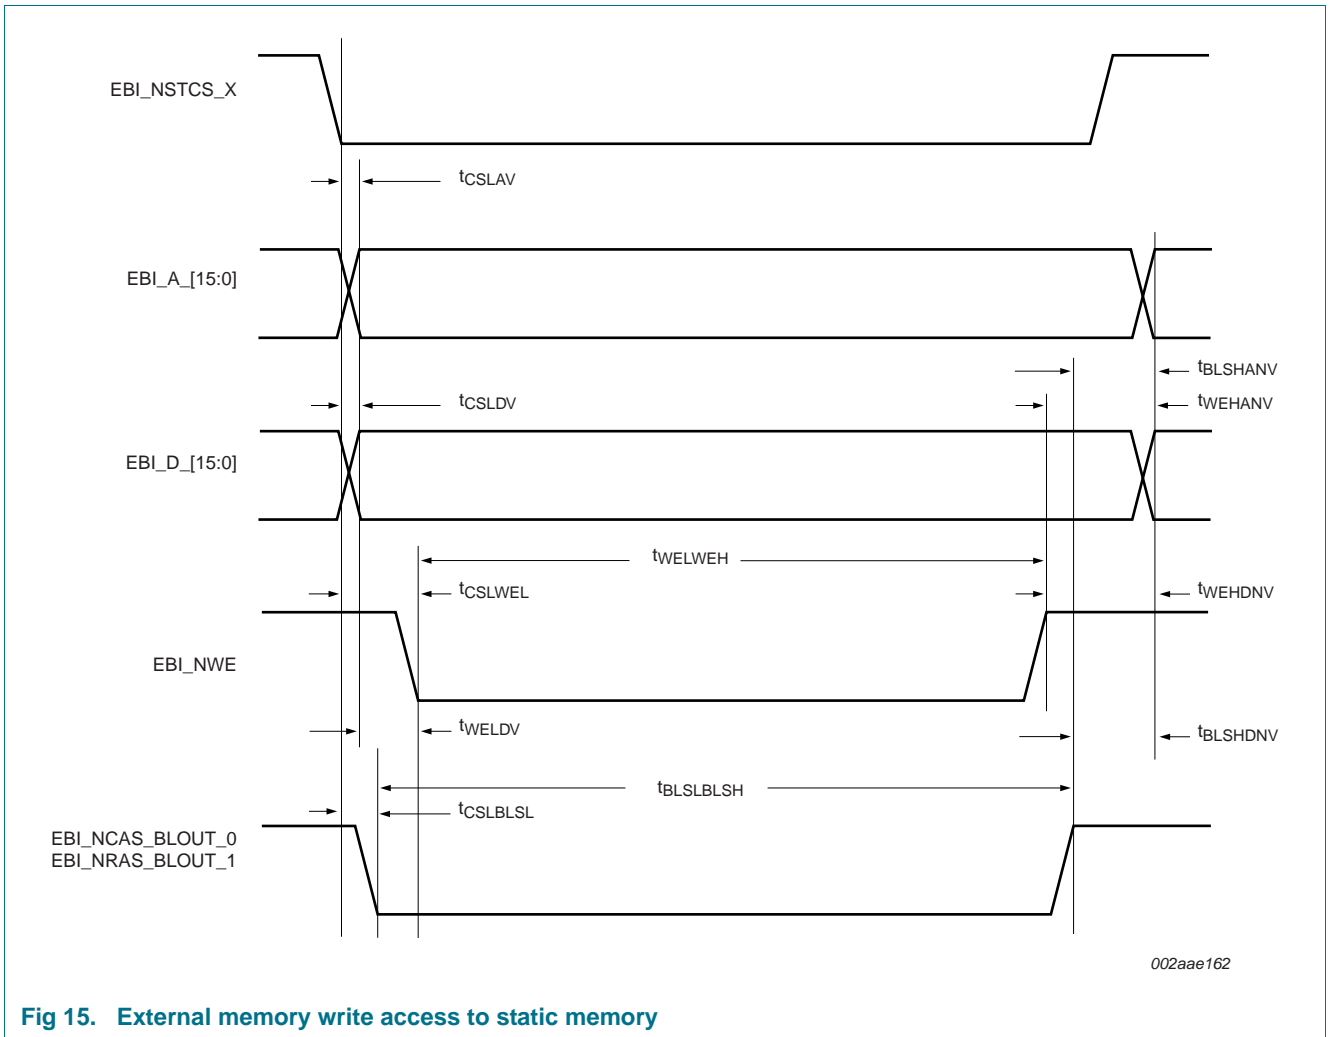 EBI_NSTCS_X
tCSLAV
EBI_A_[15:0]
tBLSHANV
tCSLDV
tWEHANV
EBI_D_[15:0]
tWELWEH
tCSLWEL
tWEHDNV
EBI_NWE
tWELDV
tBLSHDNV
tBLSLBLSH
tCSLBLSL
EBI_NCAS_BLOUT_0
EBI_NRAS_BLOUT_1
002aae162
Fig 15. External memory write access to static memory